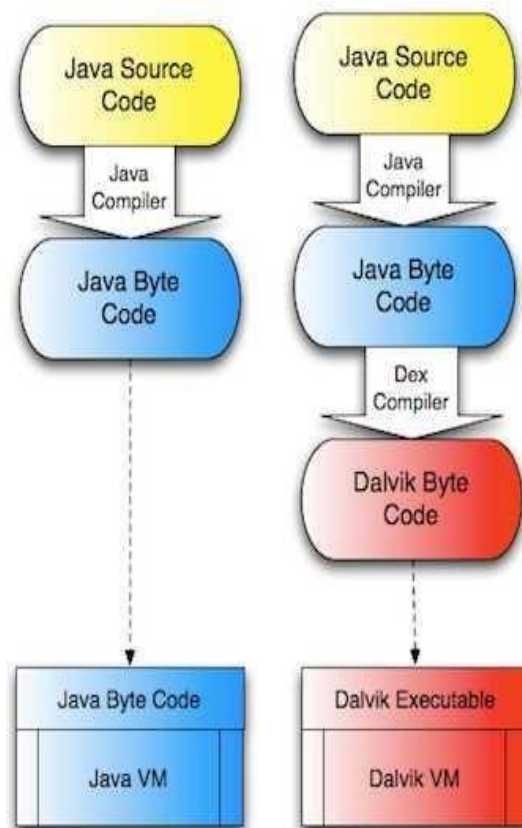 Java Source
Code
Java
Compiler
Java Byte
Code
Java Byte Code
Java VM
Java Source
Code
Java
Compiler
Java Byte
Code
Dex
Compiler
Dalvik Byte
Code
Dalvik Executable
Dalvik VM